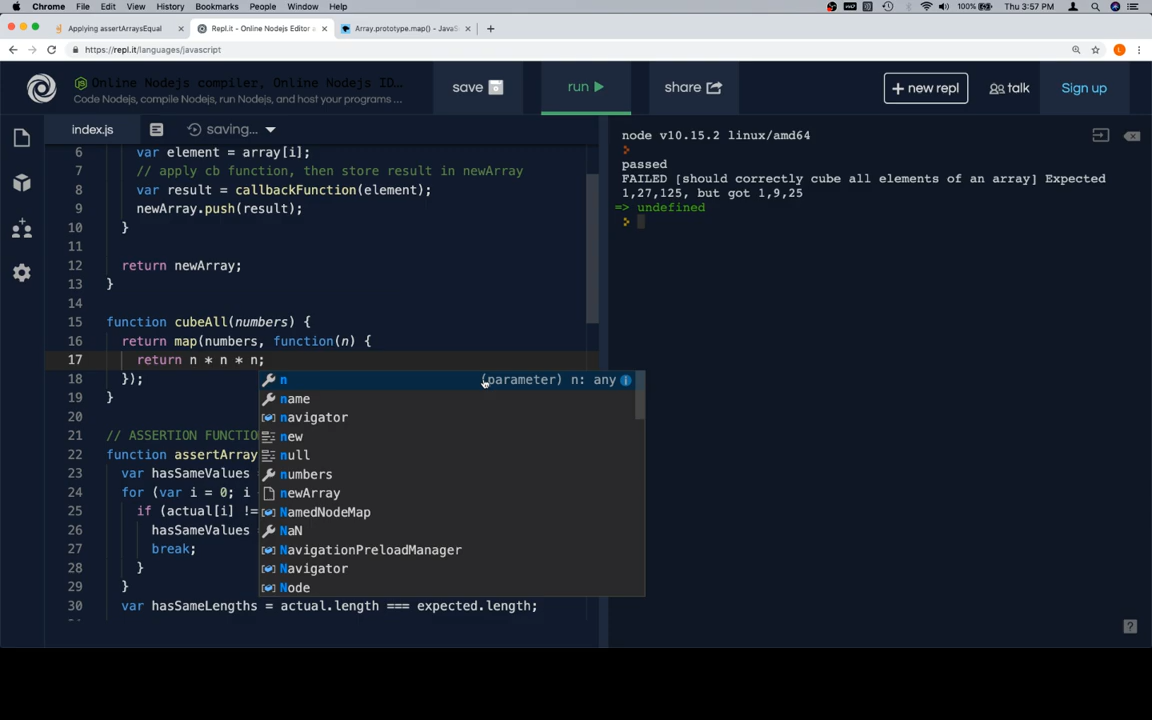 Chrome File Edit View History Bookmarks People Window Help 100% Thu 3:57 PM
Applying assertArraysEqual × Repl.it - Online Nodejs Editor a × Array.prototype.map() - JavaS × +
https://repl.it/languages/javascript L
Online Nodejs compiler, Online Nodejs ID...
Code Nodejs, compile Nodejs, run Nodejs, and host your programs ...
save run share + new repl talk Sign up
index.js saving...
6 var element = array[i];
7 // apply cb function, then store result in newArray
8 var result = callbackFunction(element);
9 newArray.push(result);
10 }
11
12 return newArray;
13 }
14
15 function cubeAll(numbers) {
16 return map(numbers, function(n) {
17 return n * n * n;
18 });
19 }
20
21 // ASSERTION FUNCTIO
22 function assertArray
23 var hasSameValues
24 for (var i = 0; i
25 if (actual[i] !=
26 hasSameValues
27 break;
28 }
29 }
30 var hasSameLengths = actual.length === expected.length;
n (parameter) n: any
name
navigator
new
null
numbers
newArray
NamedNodeMap
NaN
NavigationPreloadManager
Navigator
Node
node v10.15.2 linux/amd64
passed
FAILED [should correctly cube all elements of an array] Expected
1,27,125, but got 1,9,25
=> undefined
?